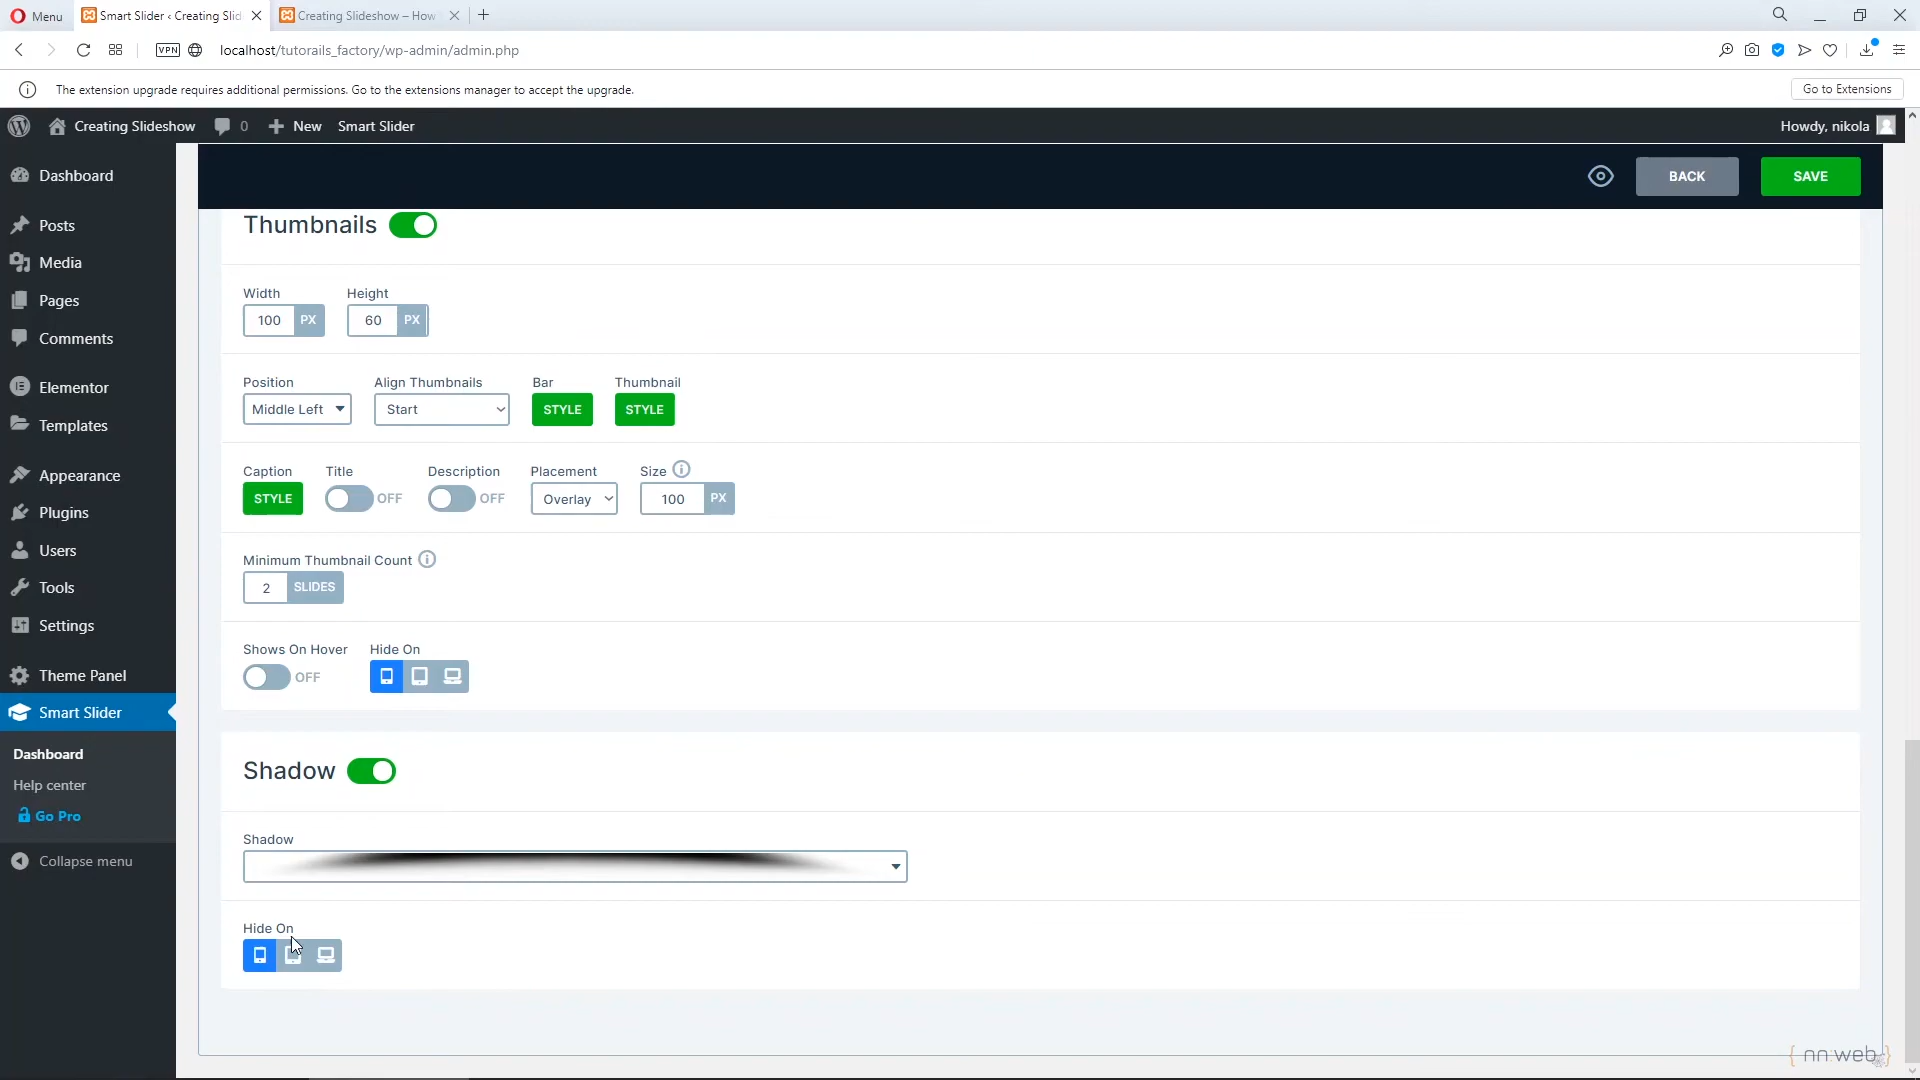 Menu
Smart Slider ‹ Creating Slid
Creating Slideshow – How
VPN
localhost/tutorails_factory/wp-admin/admin.php
The extension upgrade requires additional permissions. Go to the extensions manager to accept the upgrade.
Go to Extensions
Creating Slideshow
0
New
Smart Slider
Howdy, nikola
Dashboard
Posts
Media
Pages
Comments
Elementor
Templates
Appearance
Plugins
Users
Tools
Settings
Theme Panel
Smart Slider
Dashboard
Help center
Go Pro
Collapse menu
BACK
SAVE
Thumbnails
Width
Height
100 PX
60 PX
Position
Align Thumbnails
Bar
Thumbnail
Middle Left
Start
STYLE
STYLE
Caption
Title
Description
Placement
Size
STYLE
OFF
OFF
Overlay
100 PX
Minimum Thumbnail Count
2 SLIDES
Shows On Hover
Hide On
OFF
Shadow
Shadow
Hide On
{ nn:web }